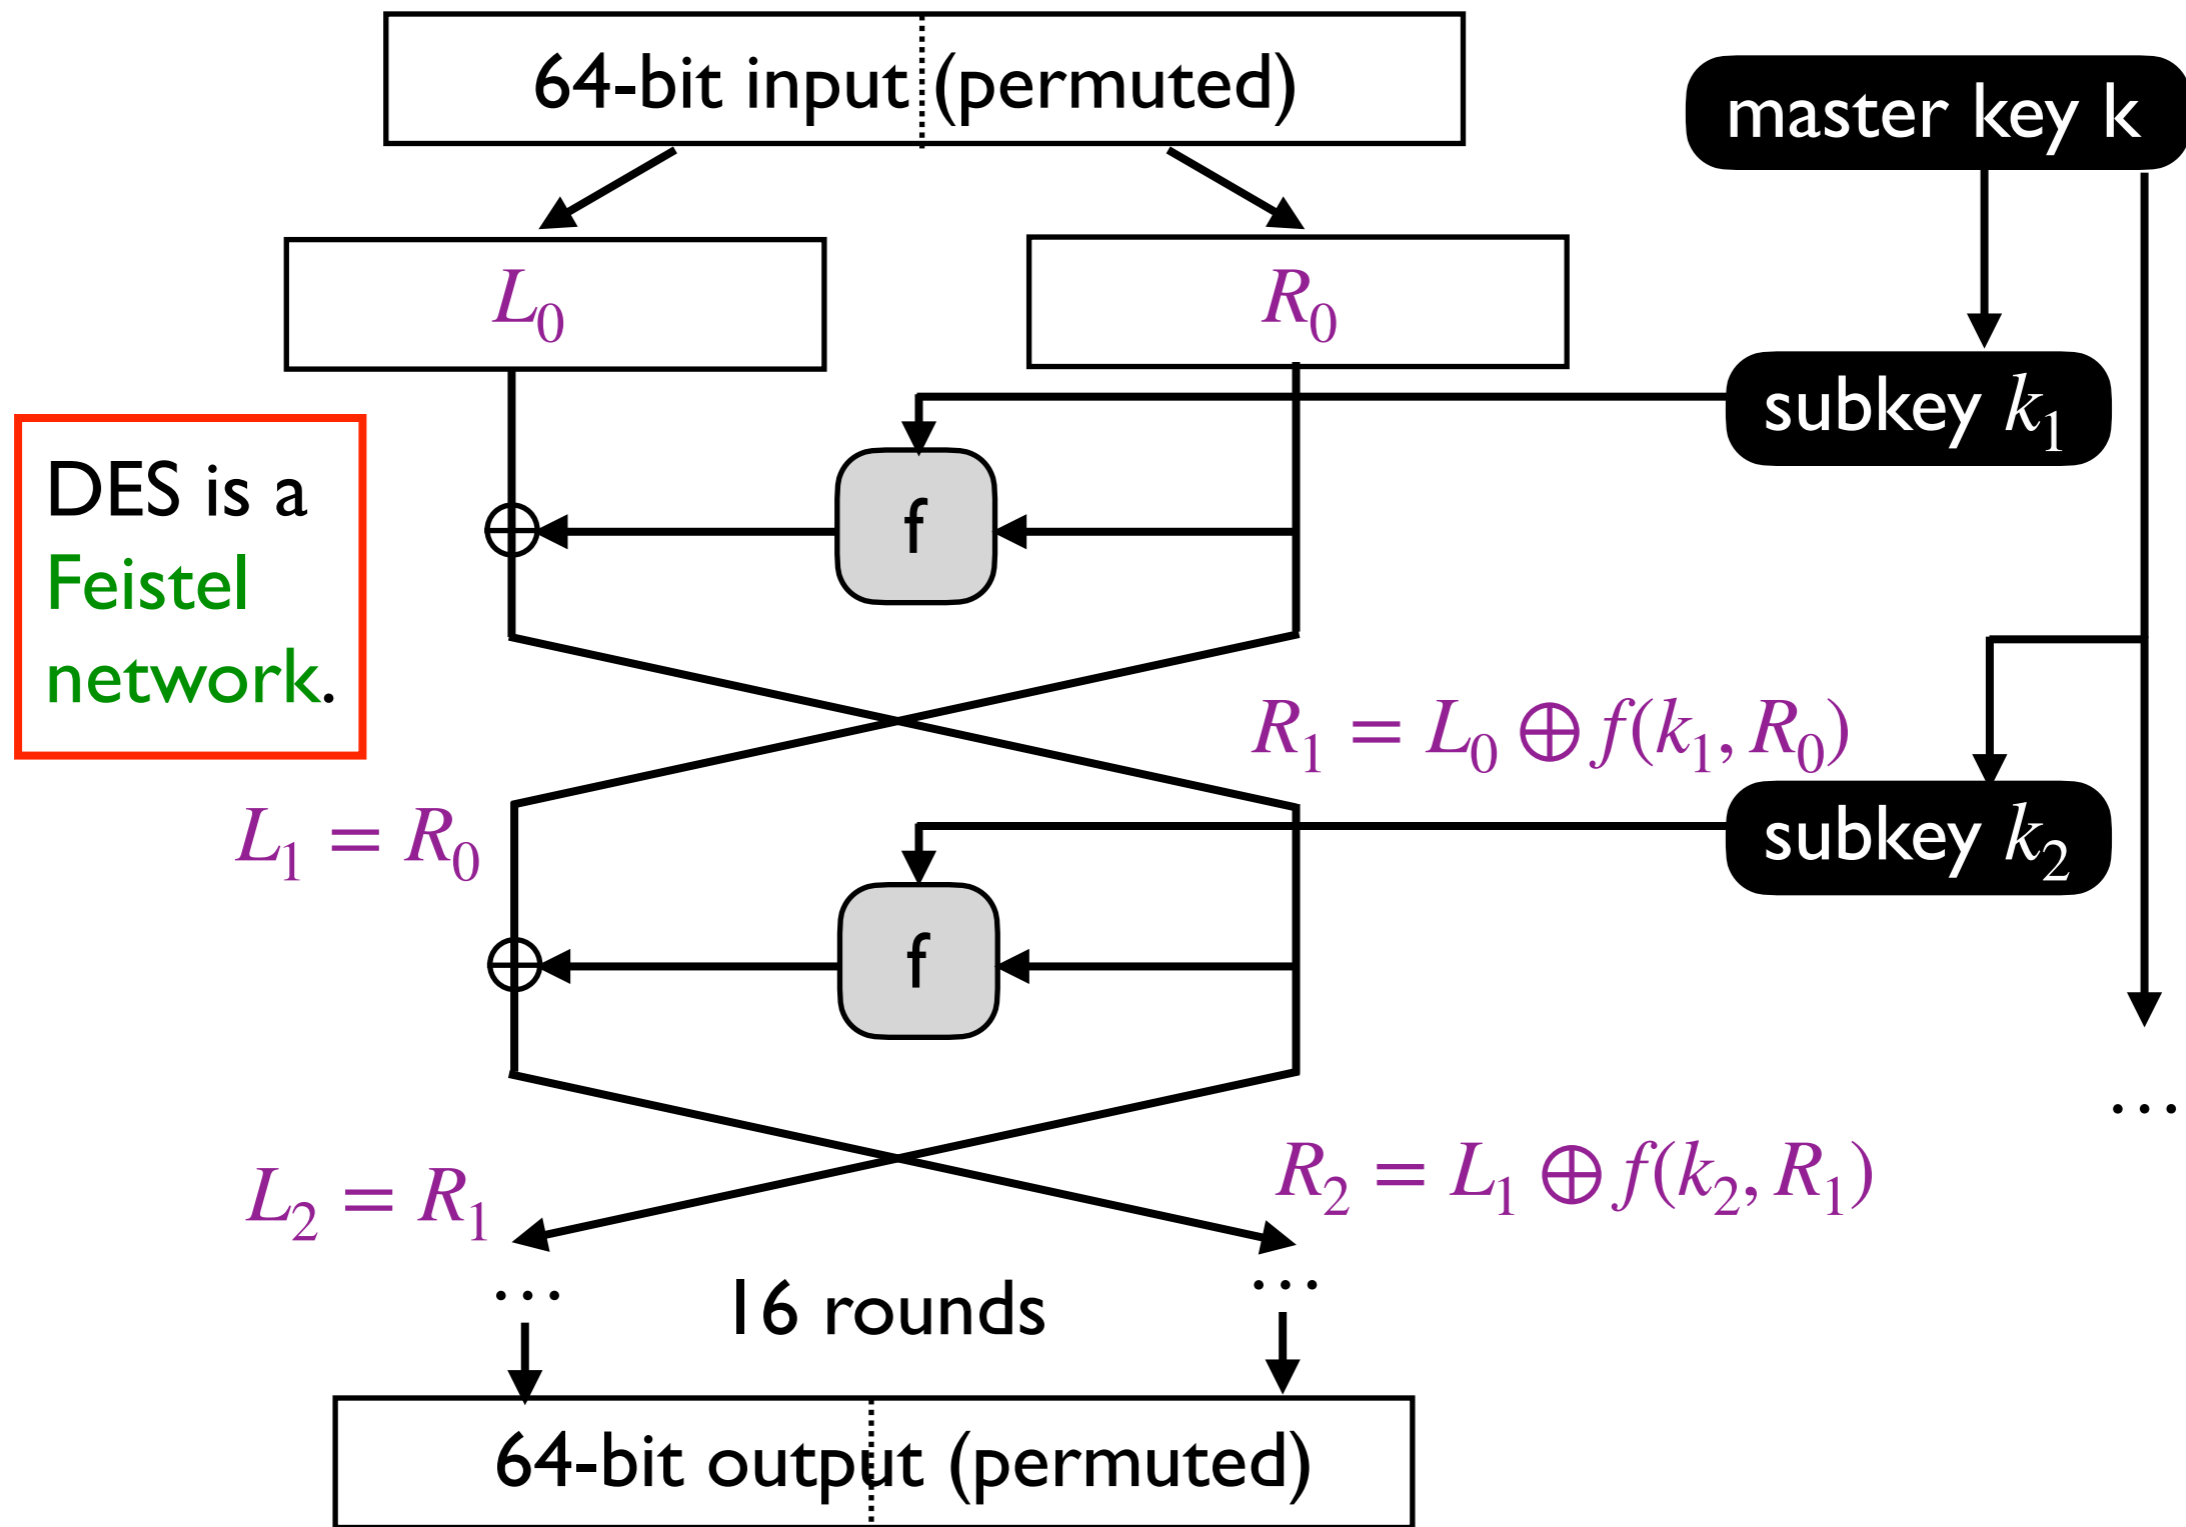 64-bit input (permuted)
master key k
L₀
R₀
subkey k₁
f
DES is a
Feistel
network.
R₁ = L₀ ⊕ f(k₁, R₀)
L₁ = R₀
subkey k₂
f
...
L₂ = R₁
R₂ = L₁ ⊕ f(k₂, R₁)
...
16 rounds
...
64-bit output (permuted)